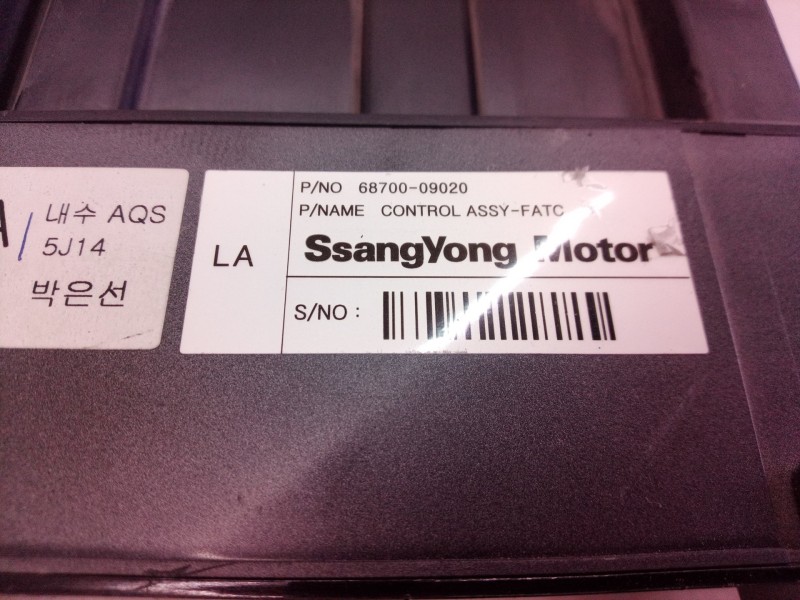 내수 AQS
5J14
박은선
LA
P/NO 68700-09020
P/NAME CONTROL ASSY-FATC
SsangYong Motor
S/NO :